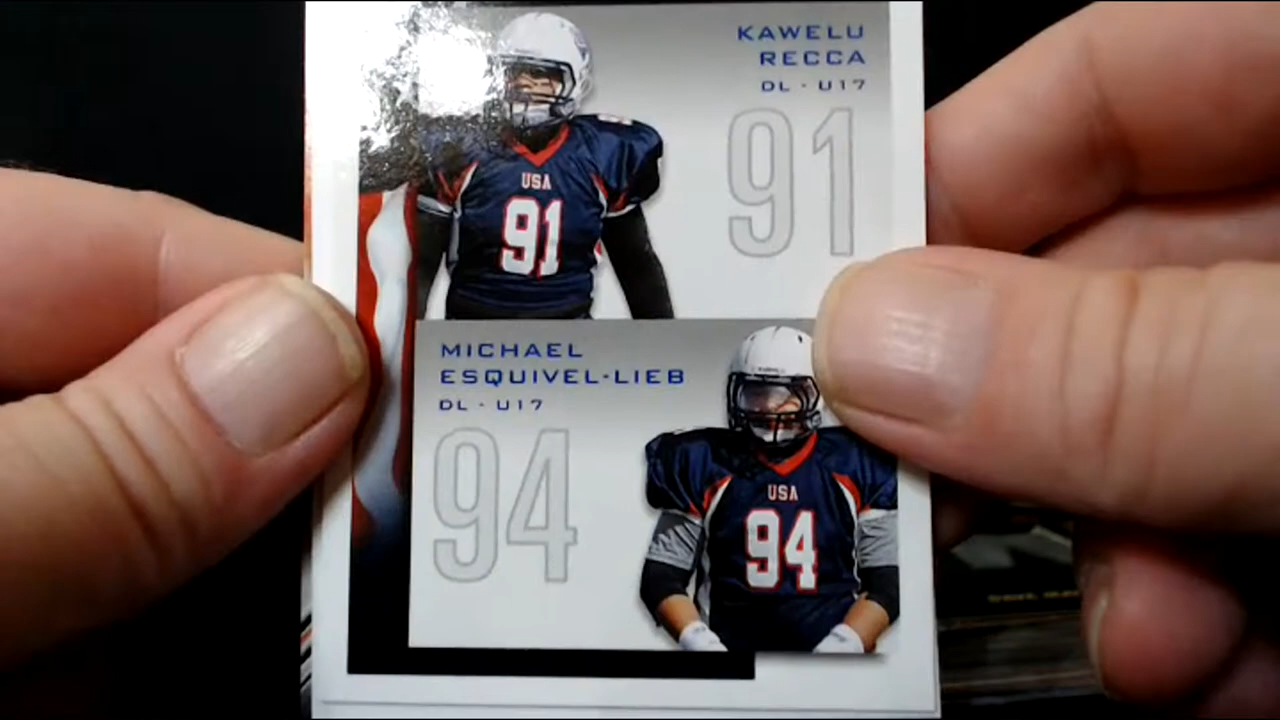 KAWELU
RECCA
DL - U17
91
USA
91
MICHAEL
ESQUIVEL-LIEB
DL - U17
94
USA
94